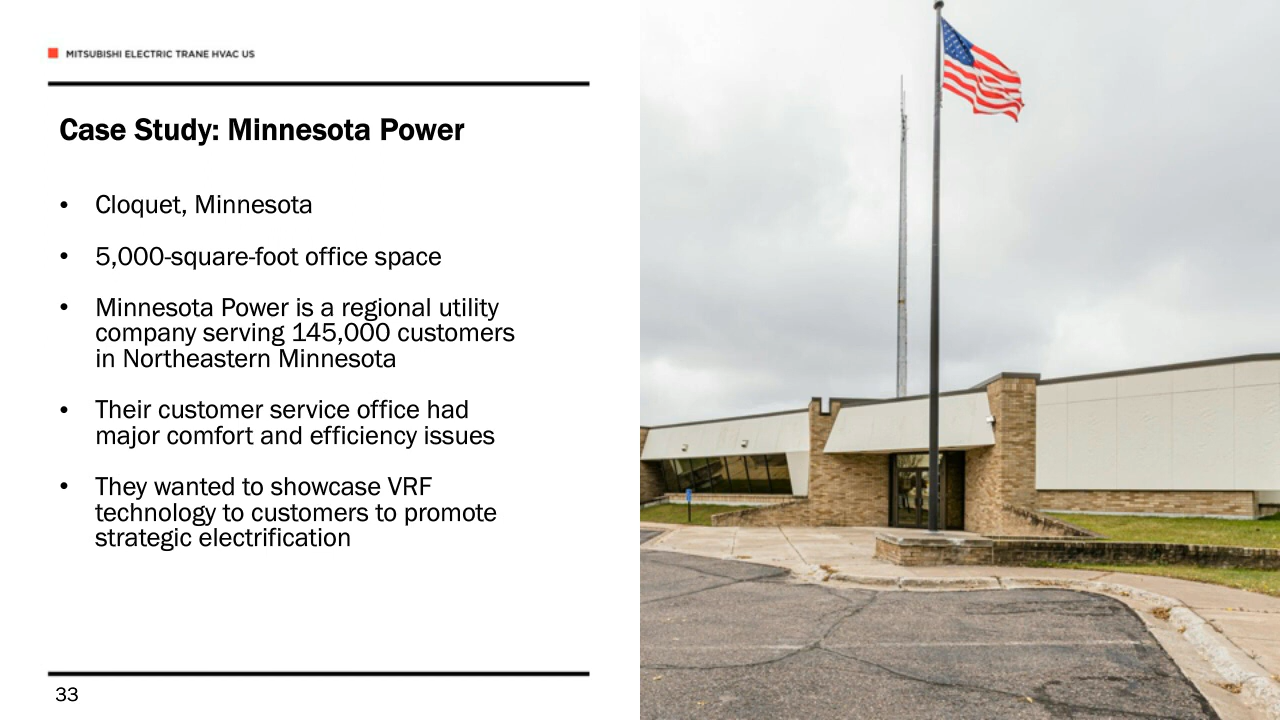 MITSUBISHI ELECTRIC TRANE HVAC US
Case Study: Minnesota Power
• Cloquet, Minnesota
• 5,000-square-foot office space
• Minnesota Power is a regional utility
company serving 145,000 customers
in Northeastern Minnesota
• Their customer service office had
major comfort and efficiency issues
• They wanted to showcase VRF
technology to customers to promote
strategic electrification
33